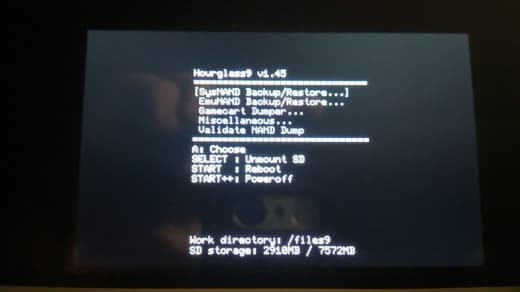 Hourglass9 v1.45
[SysNAND Backup/Restore...]
EmuNAND Backup/Restore...
Gamecart Dumper...
Miscellaneous...
Validate NAND Dump
A: Choose
SELECT : Unmount SD
START  : Reboot
START++: Poweroff
Work directory: /files9
SD storage: 2910MB / 7572MB